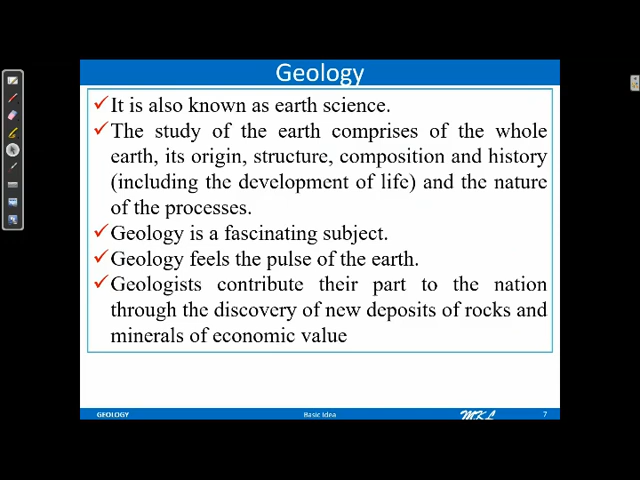 Geology
It is also known as earth science.
The study of the earth comprises of the whole
earth, its origin, structure, composition and history
(including the development of life) and the nature
of the processes.
Geology is a fascinating subject.
Geology feels the pulse of the earth.
Geologists contribute their part to the nation
through the discovery of new deposits of rocks and
minerals of economic value
GEOLOGY Basic Idea MKL 7